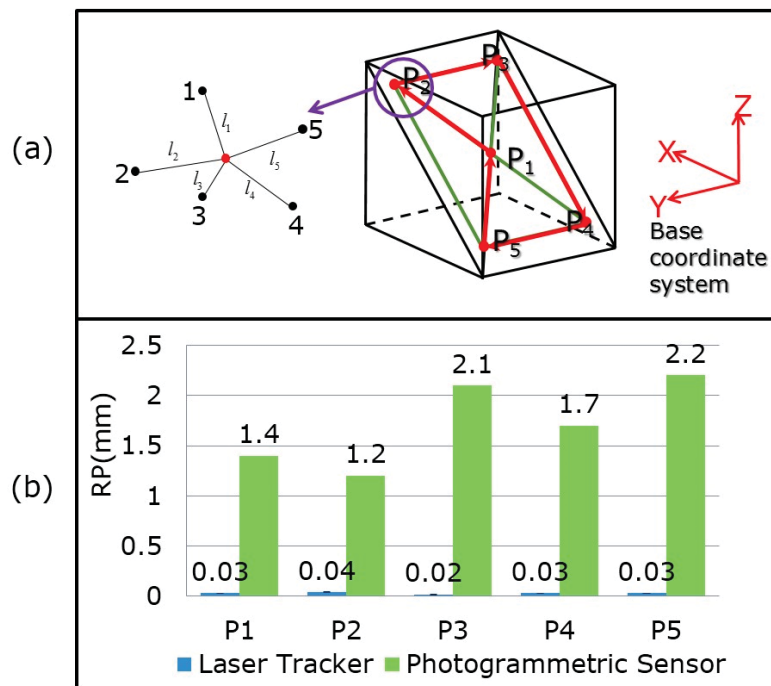 (a)
1
2
3
4
5
l₁
l₂
l₃
l₄
l₅
P₂
P₃
P₁
P₄
P₅
Z
X
Y
Base
coordinate
system
(b)
RP(mm)
2.5
2
1.5
1
0.5
0
0.03 1.4
0.04 1.2
0.02 2.1
0.03 1.7
0.03 2.2
P1 P2 P3 P4 P5
Laser Tracker Photogrammetric Sensor